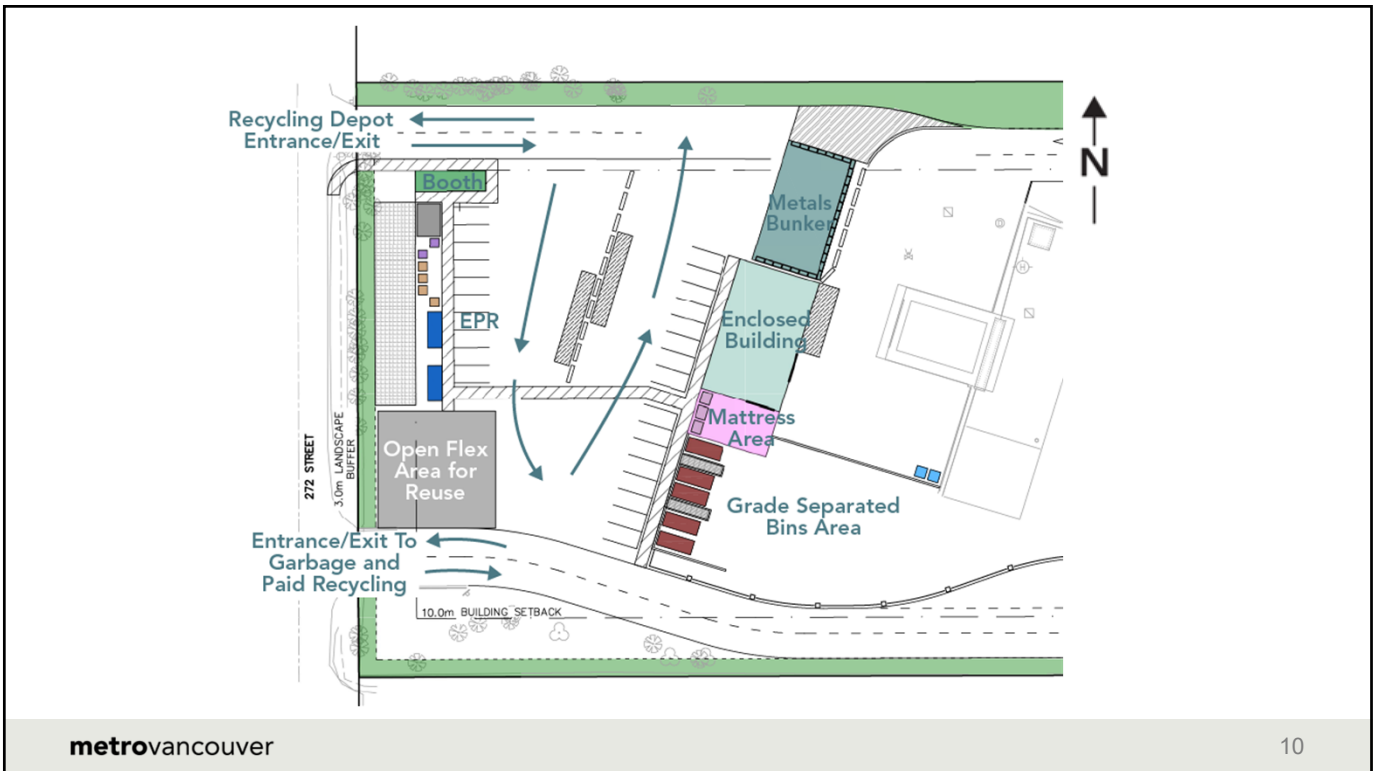 Recycling Depot
Entrance/Exit
N
Booth
Metals
Bunker
EPR
Enclosed
Building
Mattress
Area
272 STREET
3.0m LANDSCAPE
BUFFER
Open Flex
Area for
Reuse
Grade Separated
Bins Area
Entrance/Exit To
Garbage and
Paid Recycling
10.0m BUILDING SETBACK
metrovancouver
10